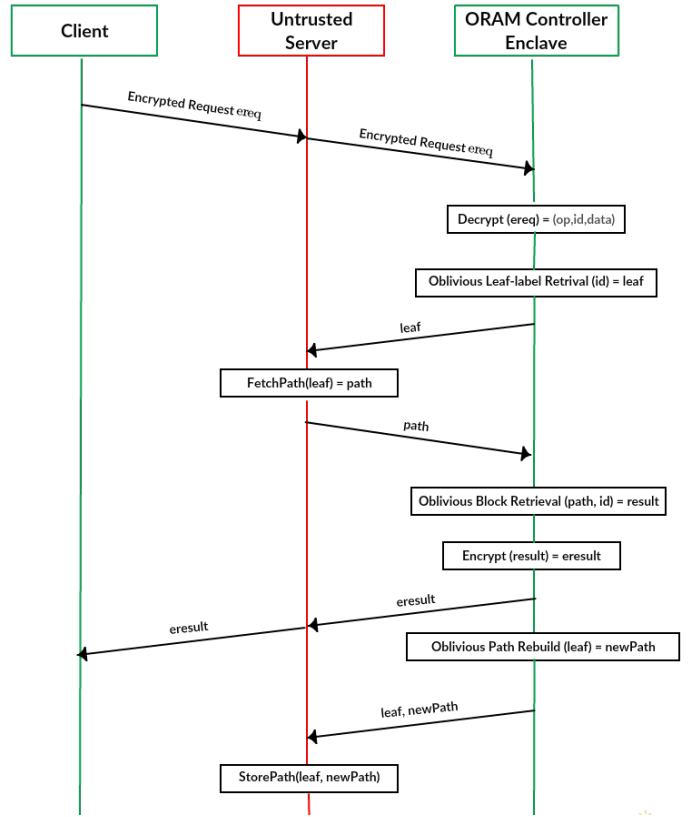 Client
Untrusted
Server
ORAM Controller
Enclave
Encrypted Request ereq
Encrypted Request ereq
Decrypt (ereq) = (op,id,data)
Oblivious Leaf-label Retrival (id) = leaf
leaf
FetchPath(leaf) = path
path
Oblivious Block Retrieval (path, id) = result
Encrypt (result) = eresult
eresult
eresult
Oblivious Path Rebuild (leaf) = newPath
leaf, newPath
StorePath(leaf, newPath)